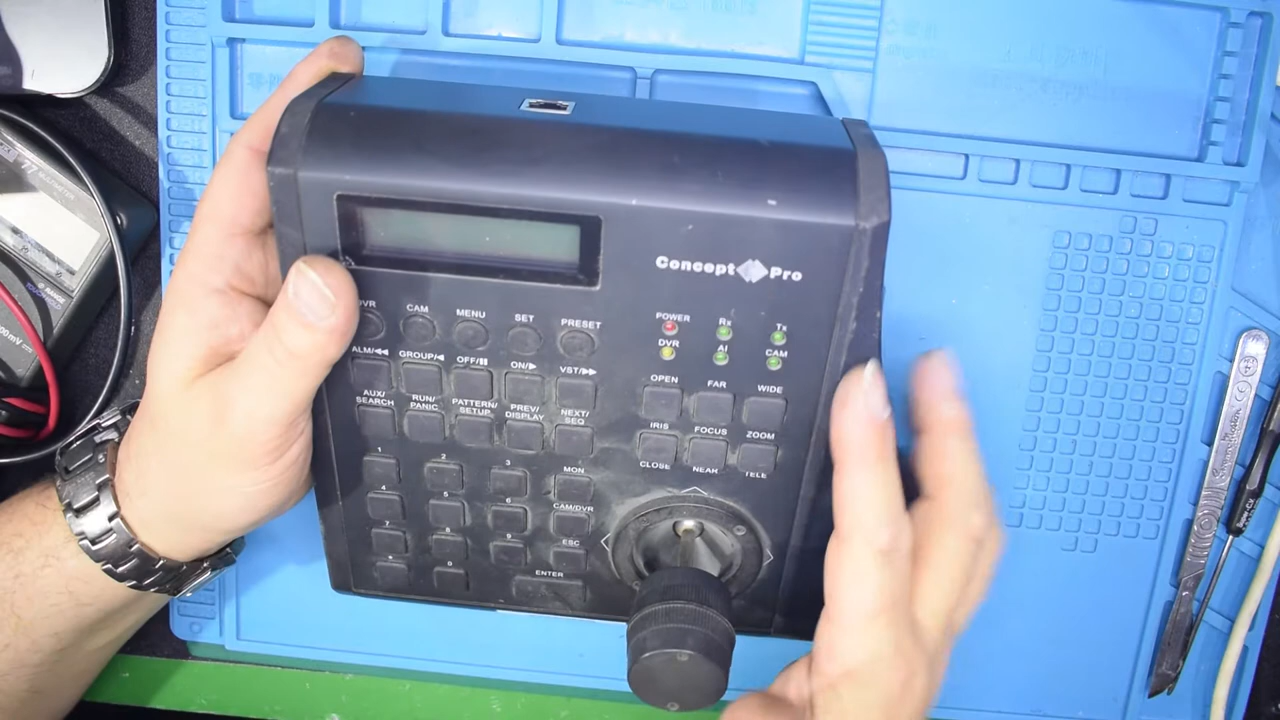 77 MULTIMETER
Concept Pro
POWER
Rx
Tx
DVR
AI
CAM
CAM
MENU
SET
PRESET
ALM/◀◀
GROUP/◀
OFF/▮▮
ON/▶
VST/▶▶
AUX/
SEARCH
RUN/
PANIC
PATTERN/
SETUP
PREV/
DISPLAY
NEXT/
SEQ
OPEN
FAR
WIDE
IRIS
FOCUS
ZOOM
CLOSE
NEAR
TELE
1
2
3
MON
4
5
6
CAM/DVR
7
8
9
ESC
*
0
ENTER